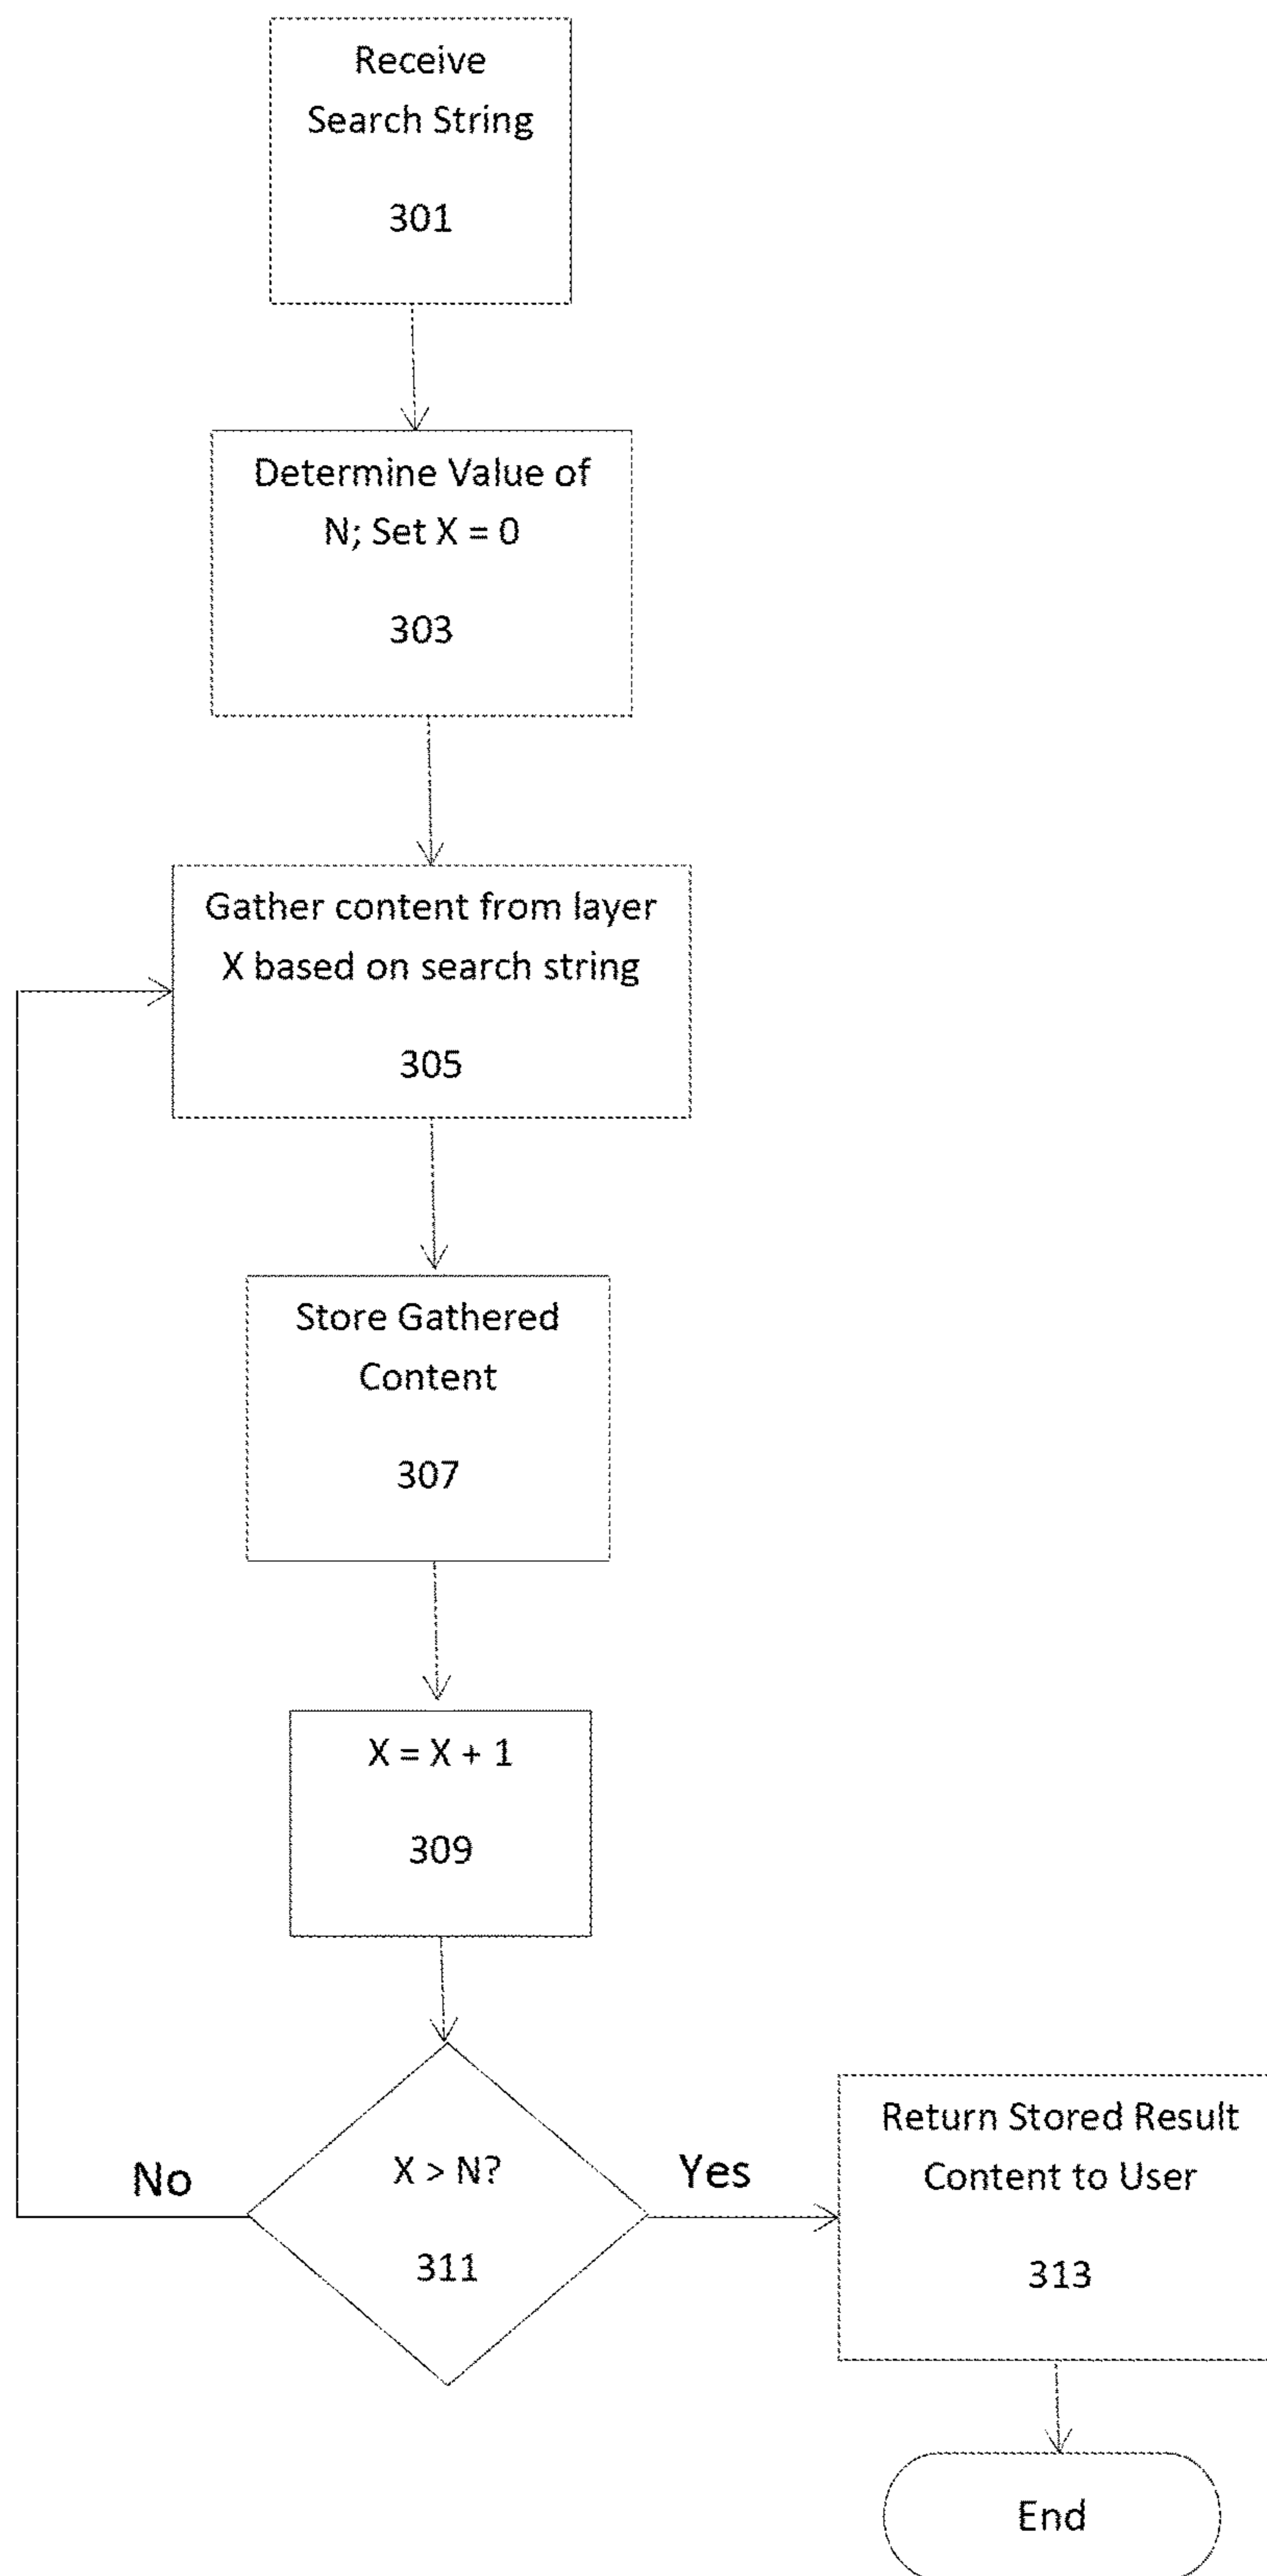 Receive
Search String
301
Determine Value of
N; Set X = 0
303
Gather content from layer
X based on search string
305
Store Gathered
Content
307
X = X + 1
309
X > N?
311
No
Yes
Return Stored Result
Content to User
313
End